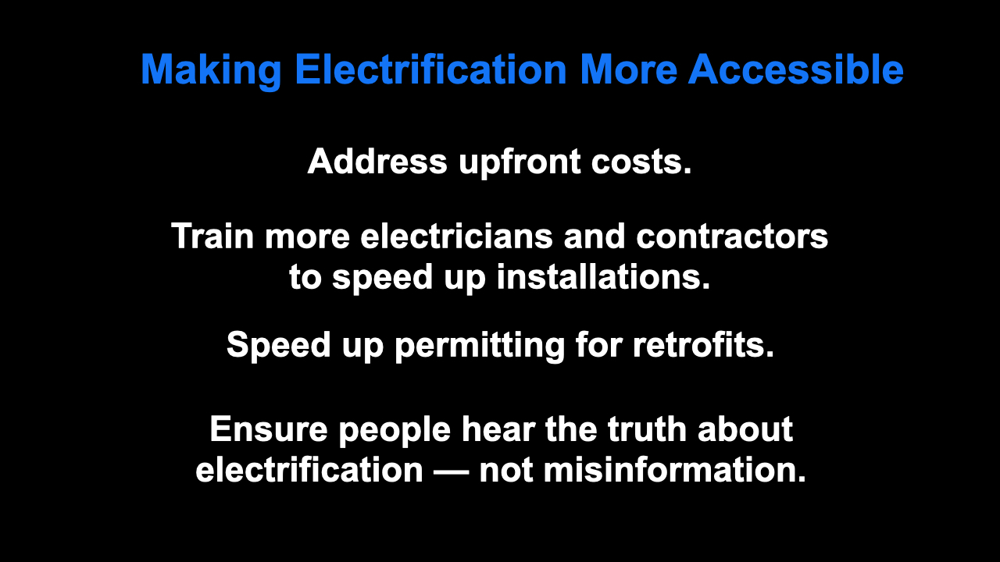 Making Electrification More Accessible
Address upfront costs.
Train more electricians and contractors
to speed up installations.
Speed up permitting for retrofits.
Ensure people hear the truth about
electrification — not misinformation.